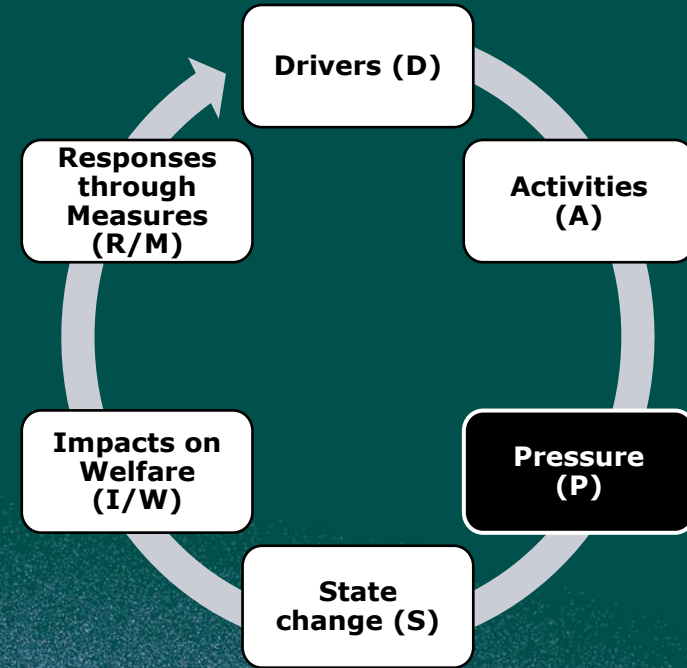 Drivers (D)
Activities
(A)
Pressure
(P)
State
change (S)
Impacts on
Welfare
(I/W)
Responses
through
Measures
(R/M)